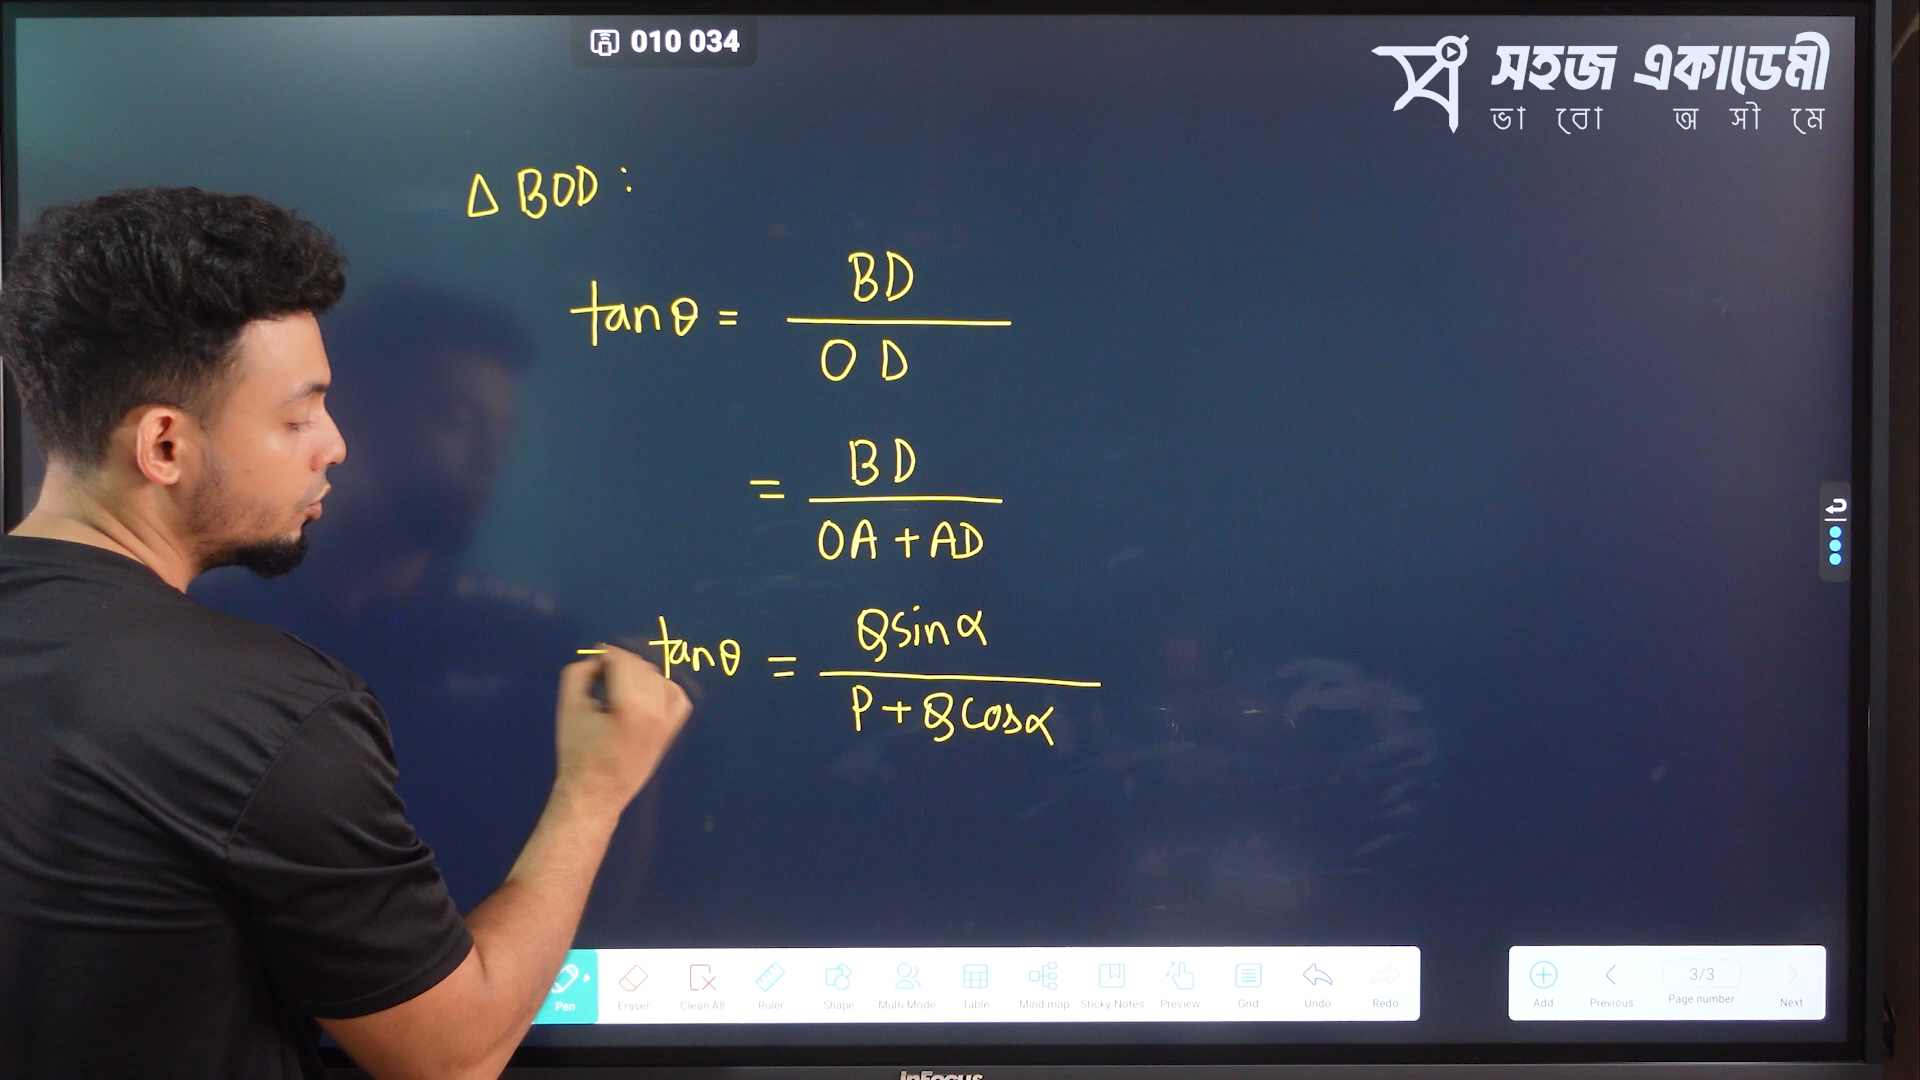 010 034
সহজ একাডেমী
ভাবো অসীমে
Δ BOD :
tanθ = BD / OD
= BD / OA + AD
tanθ = Qsinα / P + Qcosα
Pen Eraser Clean All Ruler Shape Multi Mode Table Mind map Sticky Notes Preview Grid Undo Redo
3/3
Add Previous Page number Next
InFocus